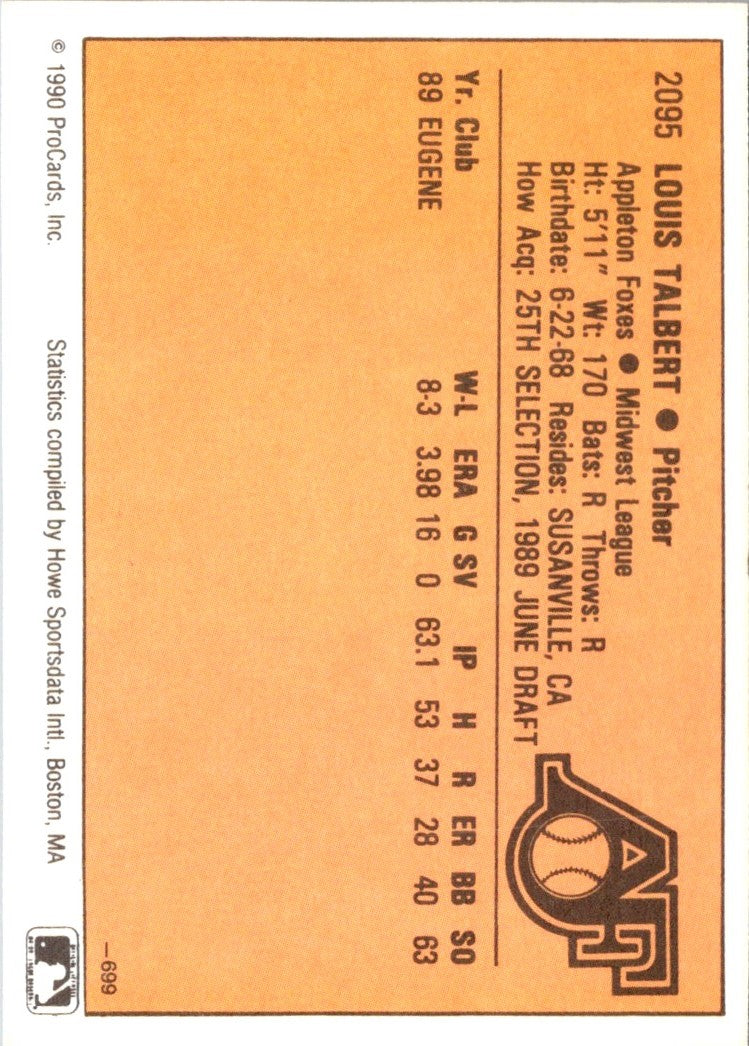 2095 LOUIS TALBERT ● Pitcher
Appleton Foxes ● Midwest League
Ht: 5'11" Wt: 170 Bats: R Throws: R
Birthdate: 6-22-68 Resides: SUSANVILLE, CA
How Acq: 25TH SELECTION, 1989 JUNE DRAFT
AF
Yr. Club W-L ERA G SV IP H R ER BB SO
89 EUGENE 8-3 3.98 16 0 63.1 53 37 28 40 63
—699
© 1990 ProCards, Inc. Statistics compiled by Howe Sportsdata Intl., Boston, MA